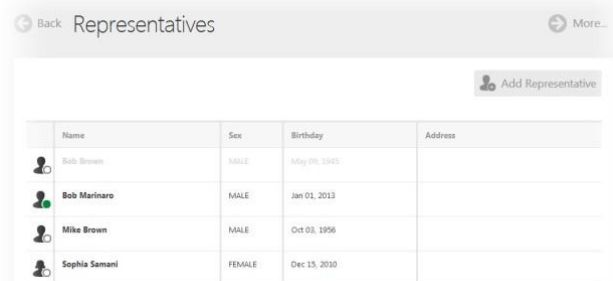 Back Representatives More...
Add Representative
Name Sex Birthday Address
Bob Brown MALE May 09, 1945
Bob Marinaro MALE Jan 01, 2013
Mike Brown MALE Oct 03, 1956
Sophia Samani FEMALE Dec 15, 2010